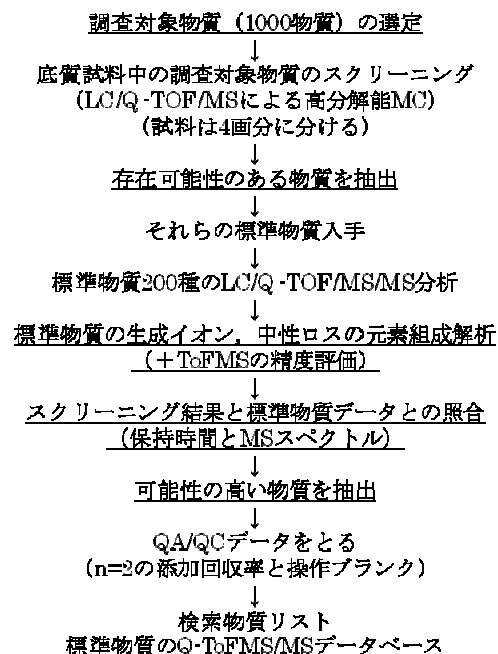 調査対象物質（1000物質）の選定
↓
底質試料中の調査対象物質のスクリーニング
（LC/Q-TOF/MSによる高分解能MC）
（試料は4画分に分ける）
↓
存在可能性のある物質を抽出
↓
それらの標準物質入手
↓
標準物質200種のLC/Q-TOF/MS/MS分析
↓
標準物質の生成イオン，中性ロスの元素組成解析
（＋ToFMSの精度評価）
↓
スクリーニング結果と標準物質データとの照合
（保持時間とMSスペクトル）
↓
可能性の高い物質を抽出
↓
QA/QCデータをとる
（n=2の添加回収率と操作ブランク）
↓
検索物質リスト
標準物質のQ-ToFMS/MSデータベース